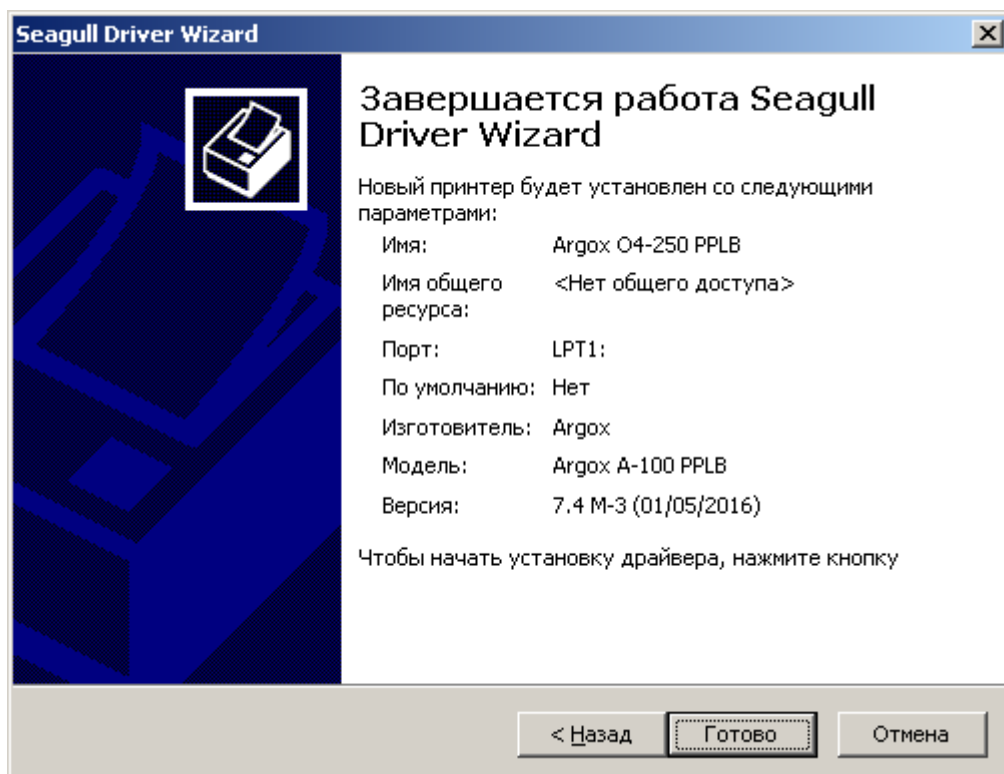 Seagull Driver Wizard
Завершается работа Seagull
Driver Wizard
Новый принтер будет установлен со следующими
параметрами:
Имя: Argox O4-250 PPLB
Имя общего <Нет общего доступа>
ресурса:
Порт: LPT1:
По умолчанию: Нет
Изготовитель: Argox
Модель: Argox A-100 PPLB
Версия: 7.4 M-3 (01/05/2016)
Чтобы начать установку драйвера, нажмите кнопку
< Назад Готово Отмена